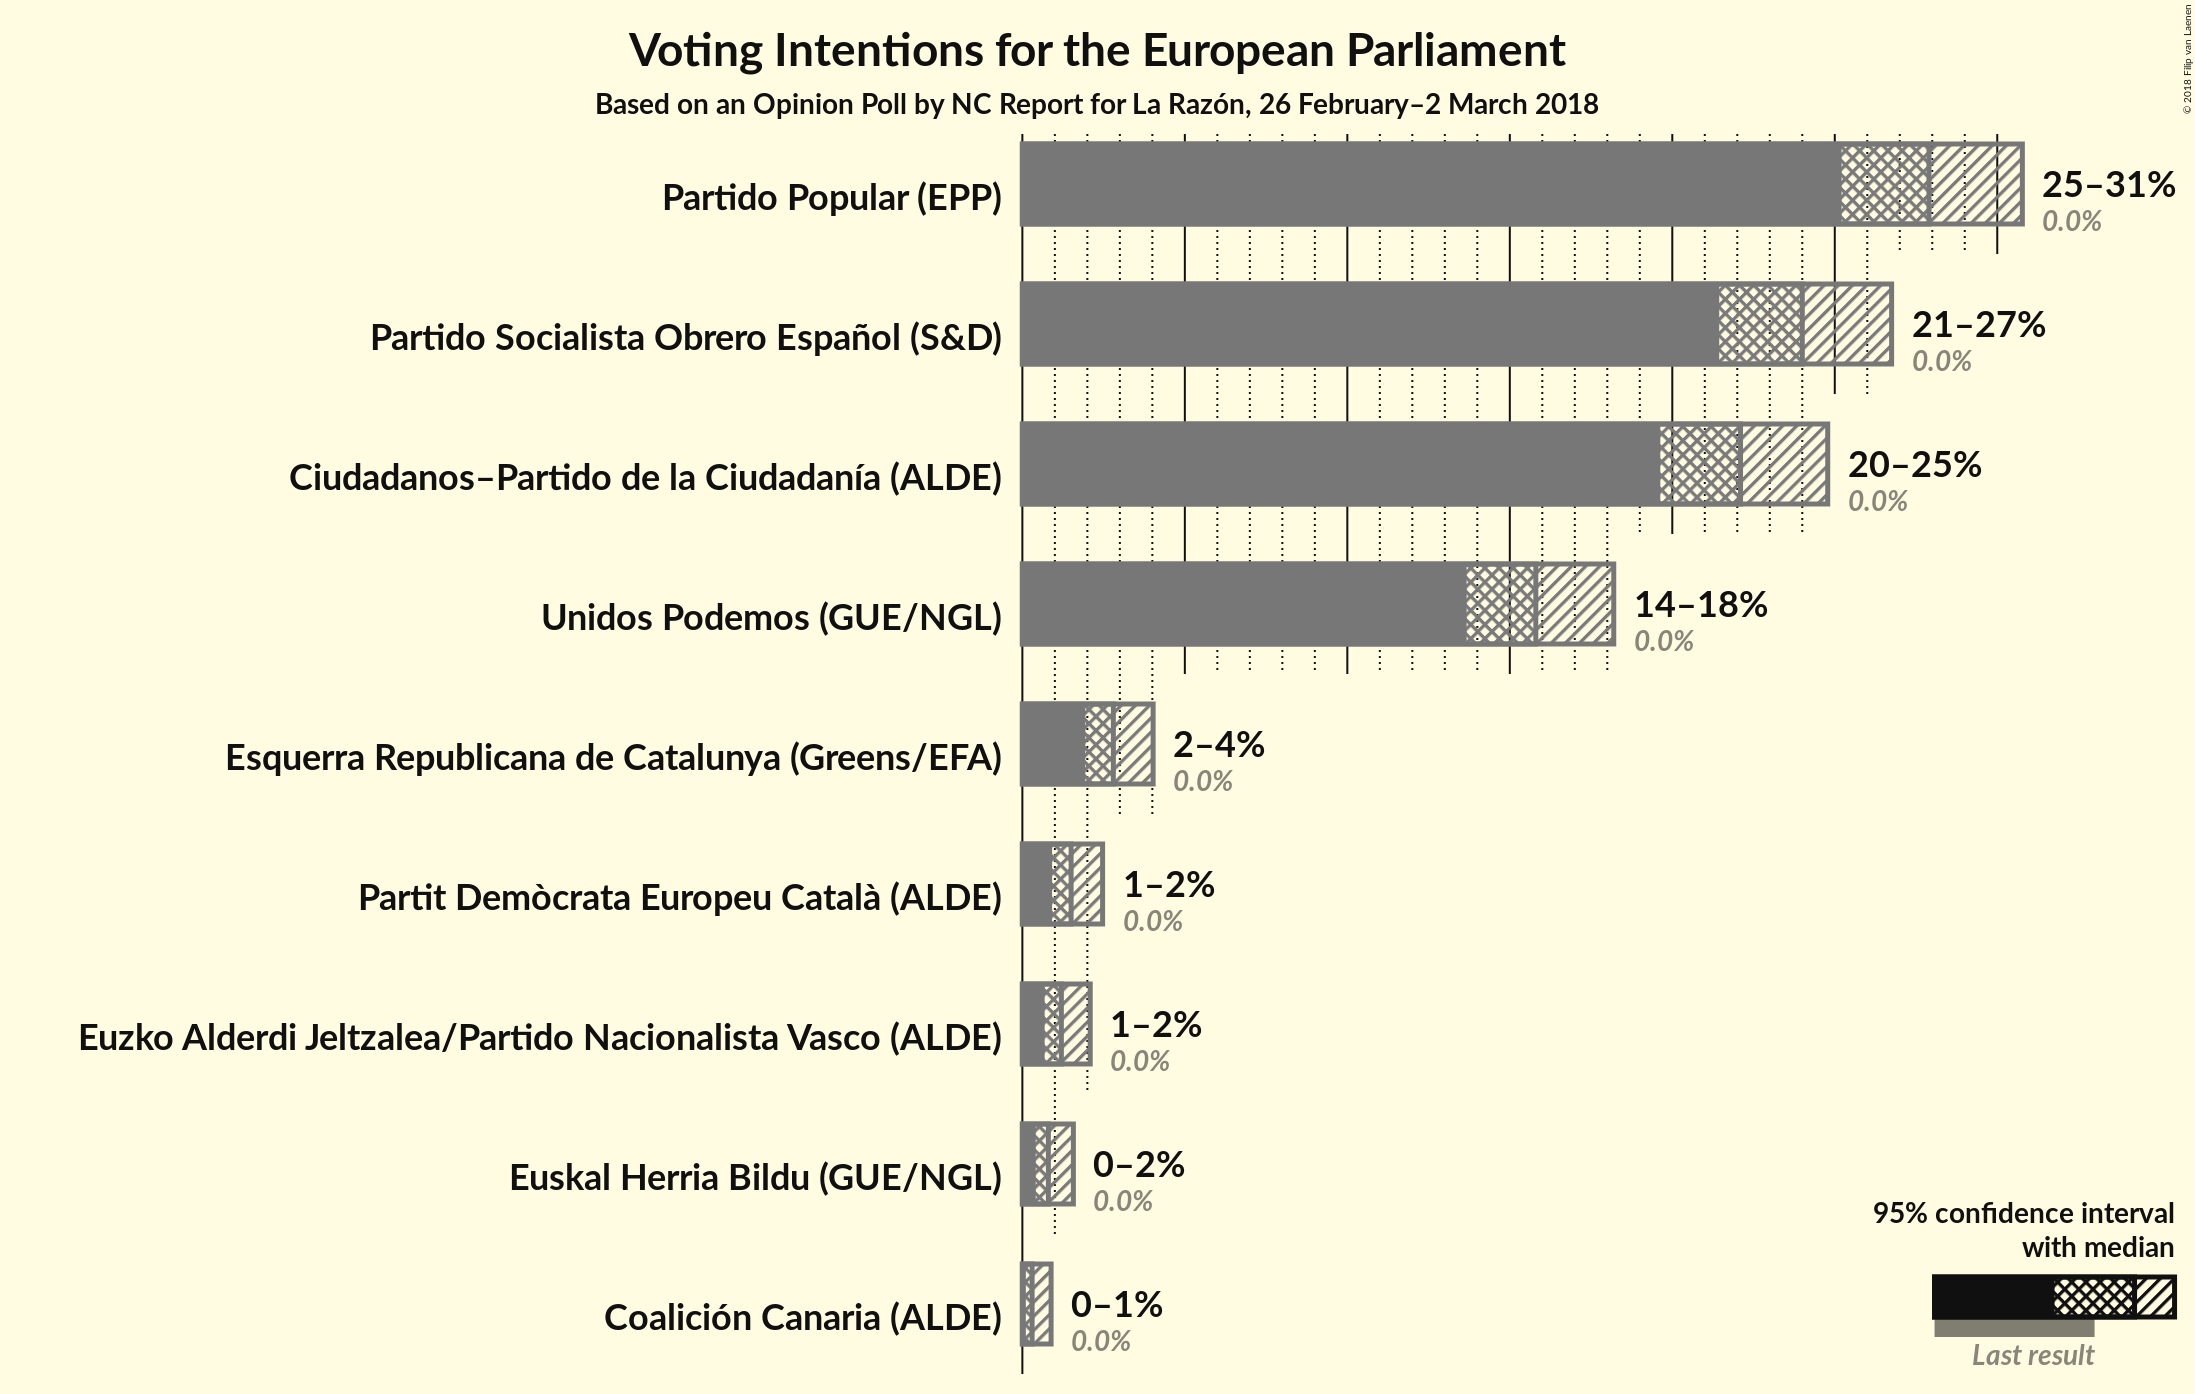 Voting Intentions for the European Parliament
Based on an Opinion Poll by NC Report for La Razón, 26 February–2 March 2018
© 2018 Filip van Laenen
Partido Popular (EPP)
25–31%
0.0%
Partido Socialista Obrero Español (S&D)
21–27%
0.0%
Ciudadanos–Partido de la Ciudadanía (ALDE)
20–25%
0.0%
Unidos Podemos (GUE/NGL)
14–18%
0.0%
Esquerra Republicana de Catalunya (Greens/EFA)
2–4%
0.0%
Partit Demòcrata Europeu Català (ALDE)
1–2%
0.0%
Euzko Alderdi Jeltzalea/Partido Nacionalista Vasco (ALDE)
1–2%
0.0%
Euskal Herria Bildu (GUE/NGL)
0–2%
0.0%
Coalición Canaria (ALDE)
0–1%
0.0%
95% confidence interval
with median
Last result